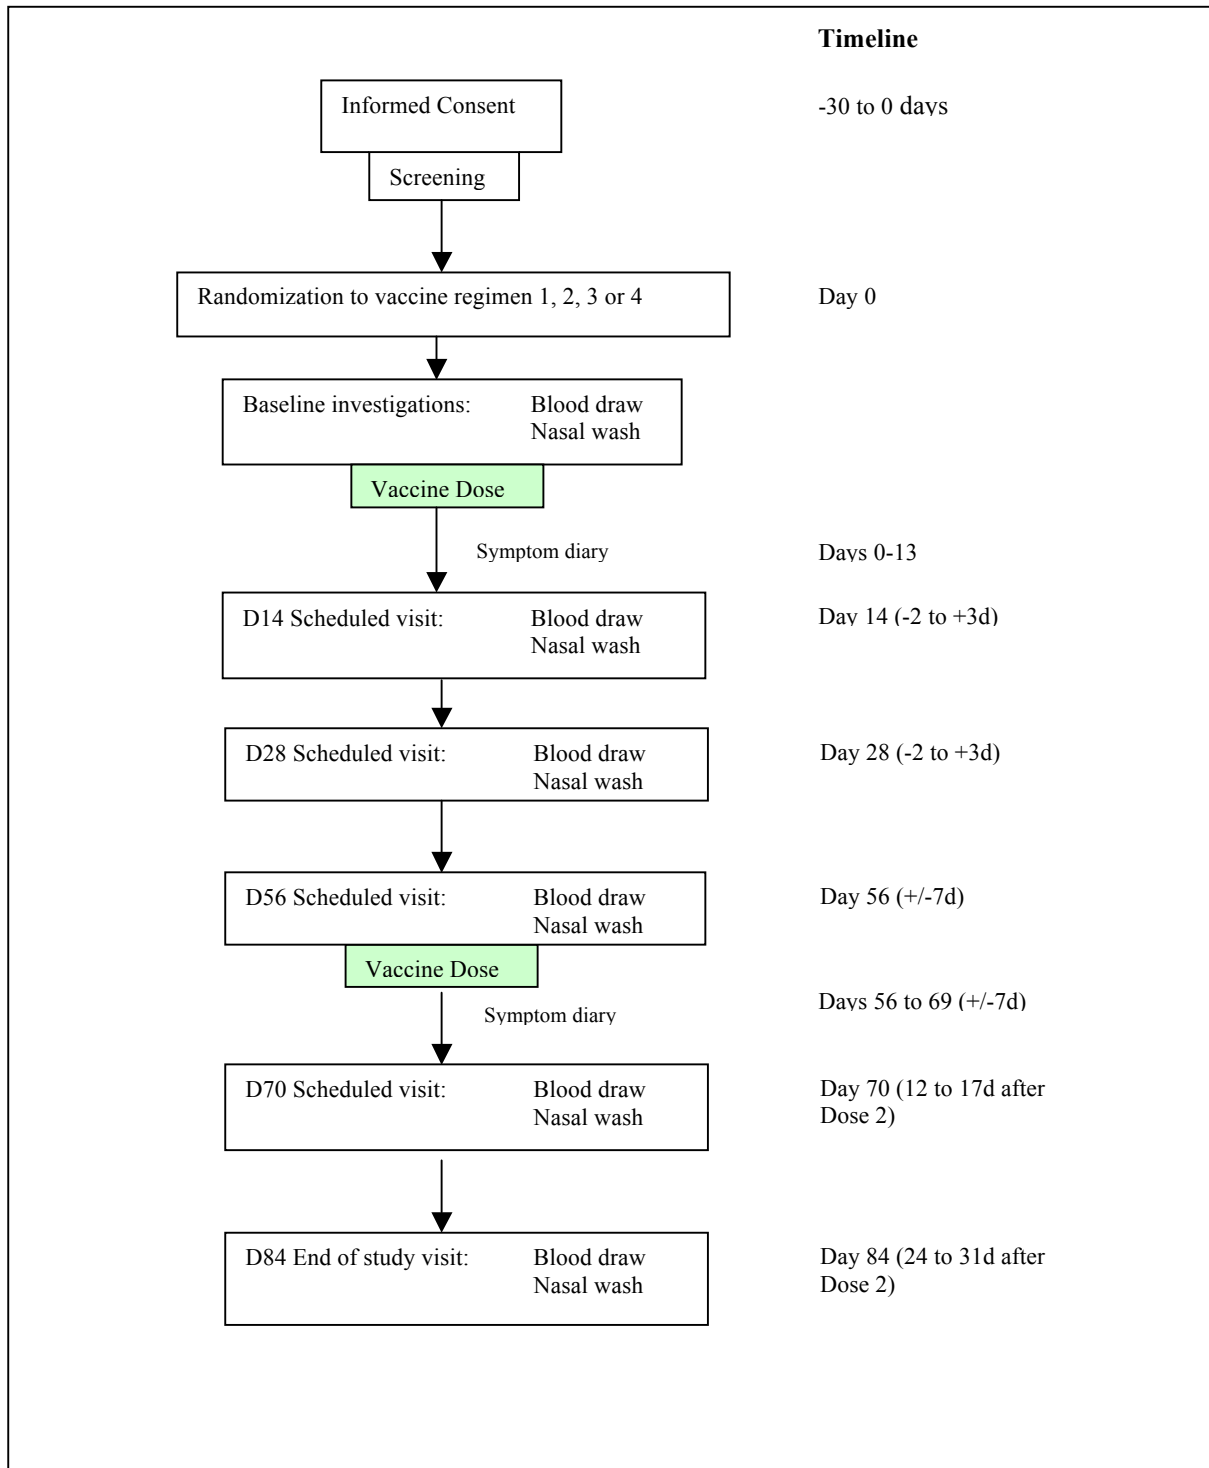 Timeline
Informed Consent
-30 to 0 days
Screening
Randomization to vaccine regimen 1, 2, 3 or 4
Day 0
Baseline investigations: Blood draw
Nasal wash
Vaccine Dose
Symptom diary
Days 0-13
D14 Scheduled visit: Blood draw
Nasal wash
Day 14 (-2 to +3d)
D28 Scheduled visit: Blood draw
Nasal wash
Day 28 (-2 to +3d)
D56 Scheduled visit: Blood draw
Nasal wash
Day 56 (+/-7d)
Vaccine Dose
Symptom diary
Days 56 to 69 (+/-7d)
D70 Scheduled visit: Blood draw
Nasal wash
Day 70 (12 to 17d after
Dose 2)
D84 End of study visit: Blood draw
Nasal wash
Day 84 (24 to 31d after
Dose 2)